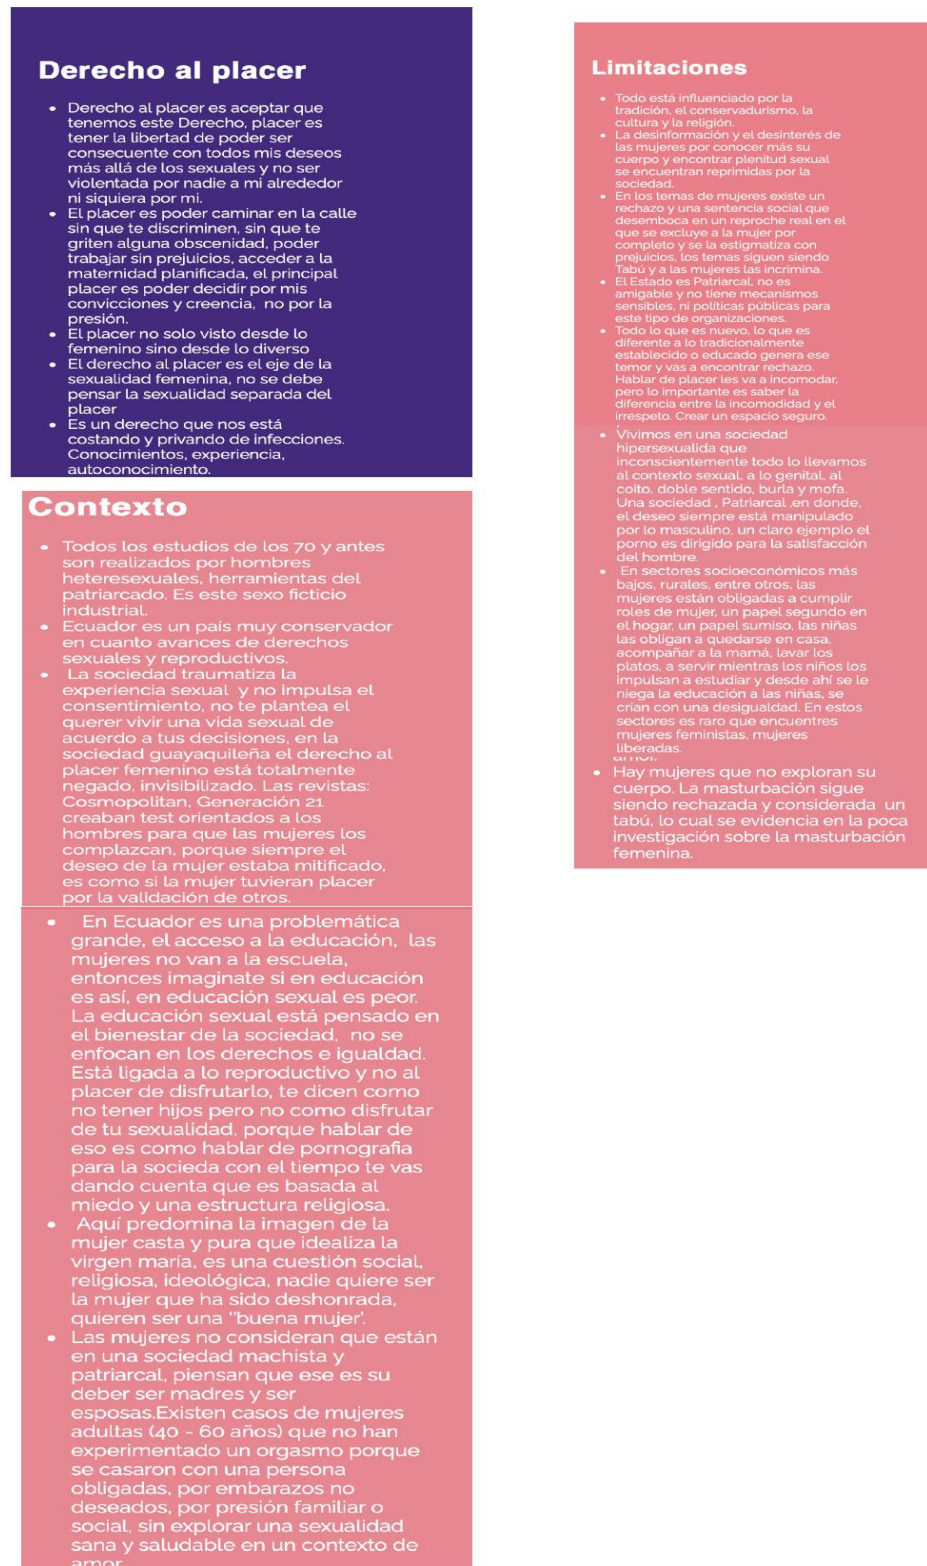 Derecho al placer
• Derecho al placer es aceptar que
tenemos este Derecho, placer es
tener la libertad de poder ser
consecuente con todos mis deseos
más allá de los sexuales y no ser
violentada por nadie a mi alrededor
ni siquiera por mi.
• El placer es poder caminar en la calle
sin que te discriminen, sin que te
griten alguna obscenidad, poder
trabajar sin prejuicios, acceder a la
maternidad planificada, el principal
placer es poder decidir por mis
convicciones y creencia, no por la
presión.
• El placer no solo visto desde lo
femenino sino desde lo diverso
• El derecho al placer es el eje de la
sexualidad femenina, no se debe
pensar la sexualidad separada del
placer
• Es un derecho que nos está
costando y privando de infecciones.
Conocimientos, experiencia,
autoconocimiento.
Contexto
• Todos los estudios de los 70 y antes
son realizados por hombres
heteresexuales, herramientas del
patriarcado. Es este sexo ficticio
industrial.
• Ecuador es un país muy conservador
en cuanto avances de derechos
sexuales y reproductivos.
• La sociedad traumatiza la
experiencia sexual y no impulsa el
consentimiento, no te plantea el
querer vivir una vida sexual de
acuerdo a tus decisiones, en la
sociedad guayaquileña el derecho al
placer femenino está totalmente
negado, invisibilizado. Las revistas:
Cosmopolitan, Generación 21
creaban test orientados a los
hombres para que las mujeres los
complazcan, porque siempre el
deseo de la mujer estaba mitificado,
es como si la mujer tuvieran placer
por la validación de otros.
• En Ecuador es una problemática
grande, el acceso a la educación, las
mujeres no van a la escuela,
entonces imaginate si en educación
es así, en educación sexual es peor.
La educación sexual está pensado en
el bienestar de la sociedad, no se
enfocan en los derechos e igualdad.
Está ligada a lo reproductivo y no al
placer de disfrutarlo, te dicen como
no tener hijos pero no como disfrutar
de tu sexualidad, porque hablar de
eso es como hablar de pornografia
para la socieda con el tiempo te vas
dando cuenta que es basada al
miedo y una estructura religiosa.
• Aquí predomina la imagen de la
mujer casta y pura que idealiza la
virgen maría, es una cuestión social,
religiosa, ideológica, nadie quiere ser
la mujer que ha sido deshonrada,
quieren ser una "buena mujer'.
• Las mujeres no consideran que están
en una sociedad machista y
patriarcal, piensan que ese es su
deber ser madres y ser
esposas.Existen casos de mujeres
adultas (40 - 60 años) que no han
experimentado un orgasmo porque
se casaron con una persona
obligadas, por embarazos no
deseados, por presión familiar o
social, sin explorar una sexualidad
sana y saludable en un contexto de
amor.
Limitaciones
• Todo está influenciado por la
tradición, el conservadurismo, la
cultura y la religión.
• La desinformación y el desinterés de
las mujeres por conocer más su
cuerpo y encontrar plenitud sexual
se encuentran reprimidas por la
sociedad.
• En los temas de mujeres existe un
rechazo y una sentencia social que
desemboca en un reproche real en el
que se excluye a la mujer por
completo y se la estigmatiza con
prejuicios, los temas siguen siendo
Tabú y a las mujeres las incrimina.
• El Estado es Patriarcal, no es
amigable y no tiene mecanismos
sensibles, ni políticas públicas para
este tipo de organizaciones.
• Todo lo que es nuevo, lo que es
diferente a lo tradicionalmente
establecido o educado genera ese
temor y vas a encontrar rechazo.
Hablar de placer les va a incomodar,
pero lo importante es saber la
diferencia entre la incomodidad y el
irrespeto. Crear un espacio seguro.
• Vivimos en una sociedad
hipersexualida que
inconscientemente todo lo llevamos
al contexto sexual, a lo genital, al
coito, doble sentido, burla y mofa.
Una sociedad , Patriarcal ,en donde,
el deseo siempre está manipulado
por lo masculino, un claro ejemplo el
porno es dirigido para la satisfacción
del hombre.
• En sectores socioeconómicos más
bajos, rurales, entre otros, las
mujeres están obligadas a cumplir
roles de mujer, un papel segundo en
el hogar, un papel sumiso, las niñas
las obligan a quedarse en casa,
acompañar a la mamá, lavar los
platos, a servir mientras los niños los
impulsan a estudiar y desde ahí se le
niega la educación a las niñas, se
crían con una desigualdad. En estos
sectores es raro que encuentres
mujeres feministas, mujeres
liberadas.
amor.
• Hay mujeres que no exploran su
cuerpo. La masturbación sigue
siendo rechazada y considerada un
tabú, lo cual se evidencia en la poca
investigación sobre la masturbación
femenina.